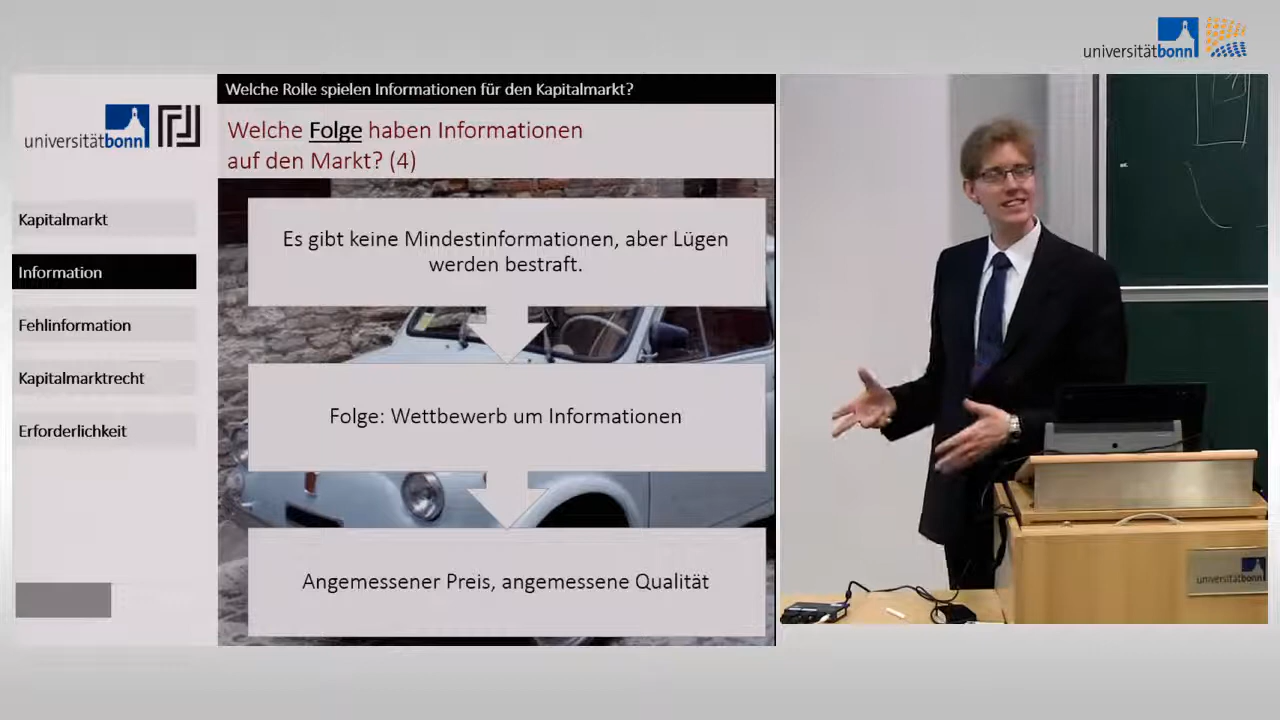 universitätbonn
Welche Rolle spielen Informationen für den Kapitalmarkt?
universitätbonn
Welche Folge haben Informationen
auf den Markt? (4)
Kapitalmarkt
Information
Fehlinformation
Kapitalmarktrecht
Erforderlichkeit
Es gibt keine Mindestinformationen, aber Lügen
werden bestraft.
Folge: Wettbewerb um Informationen
Angemessener Preis, angemessene Qualität
universitätbonn